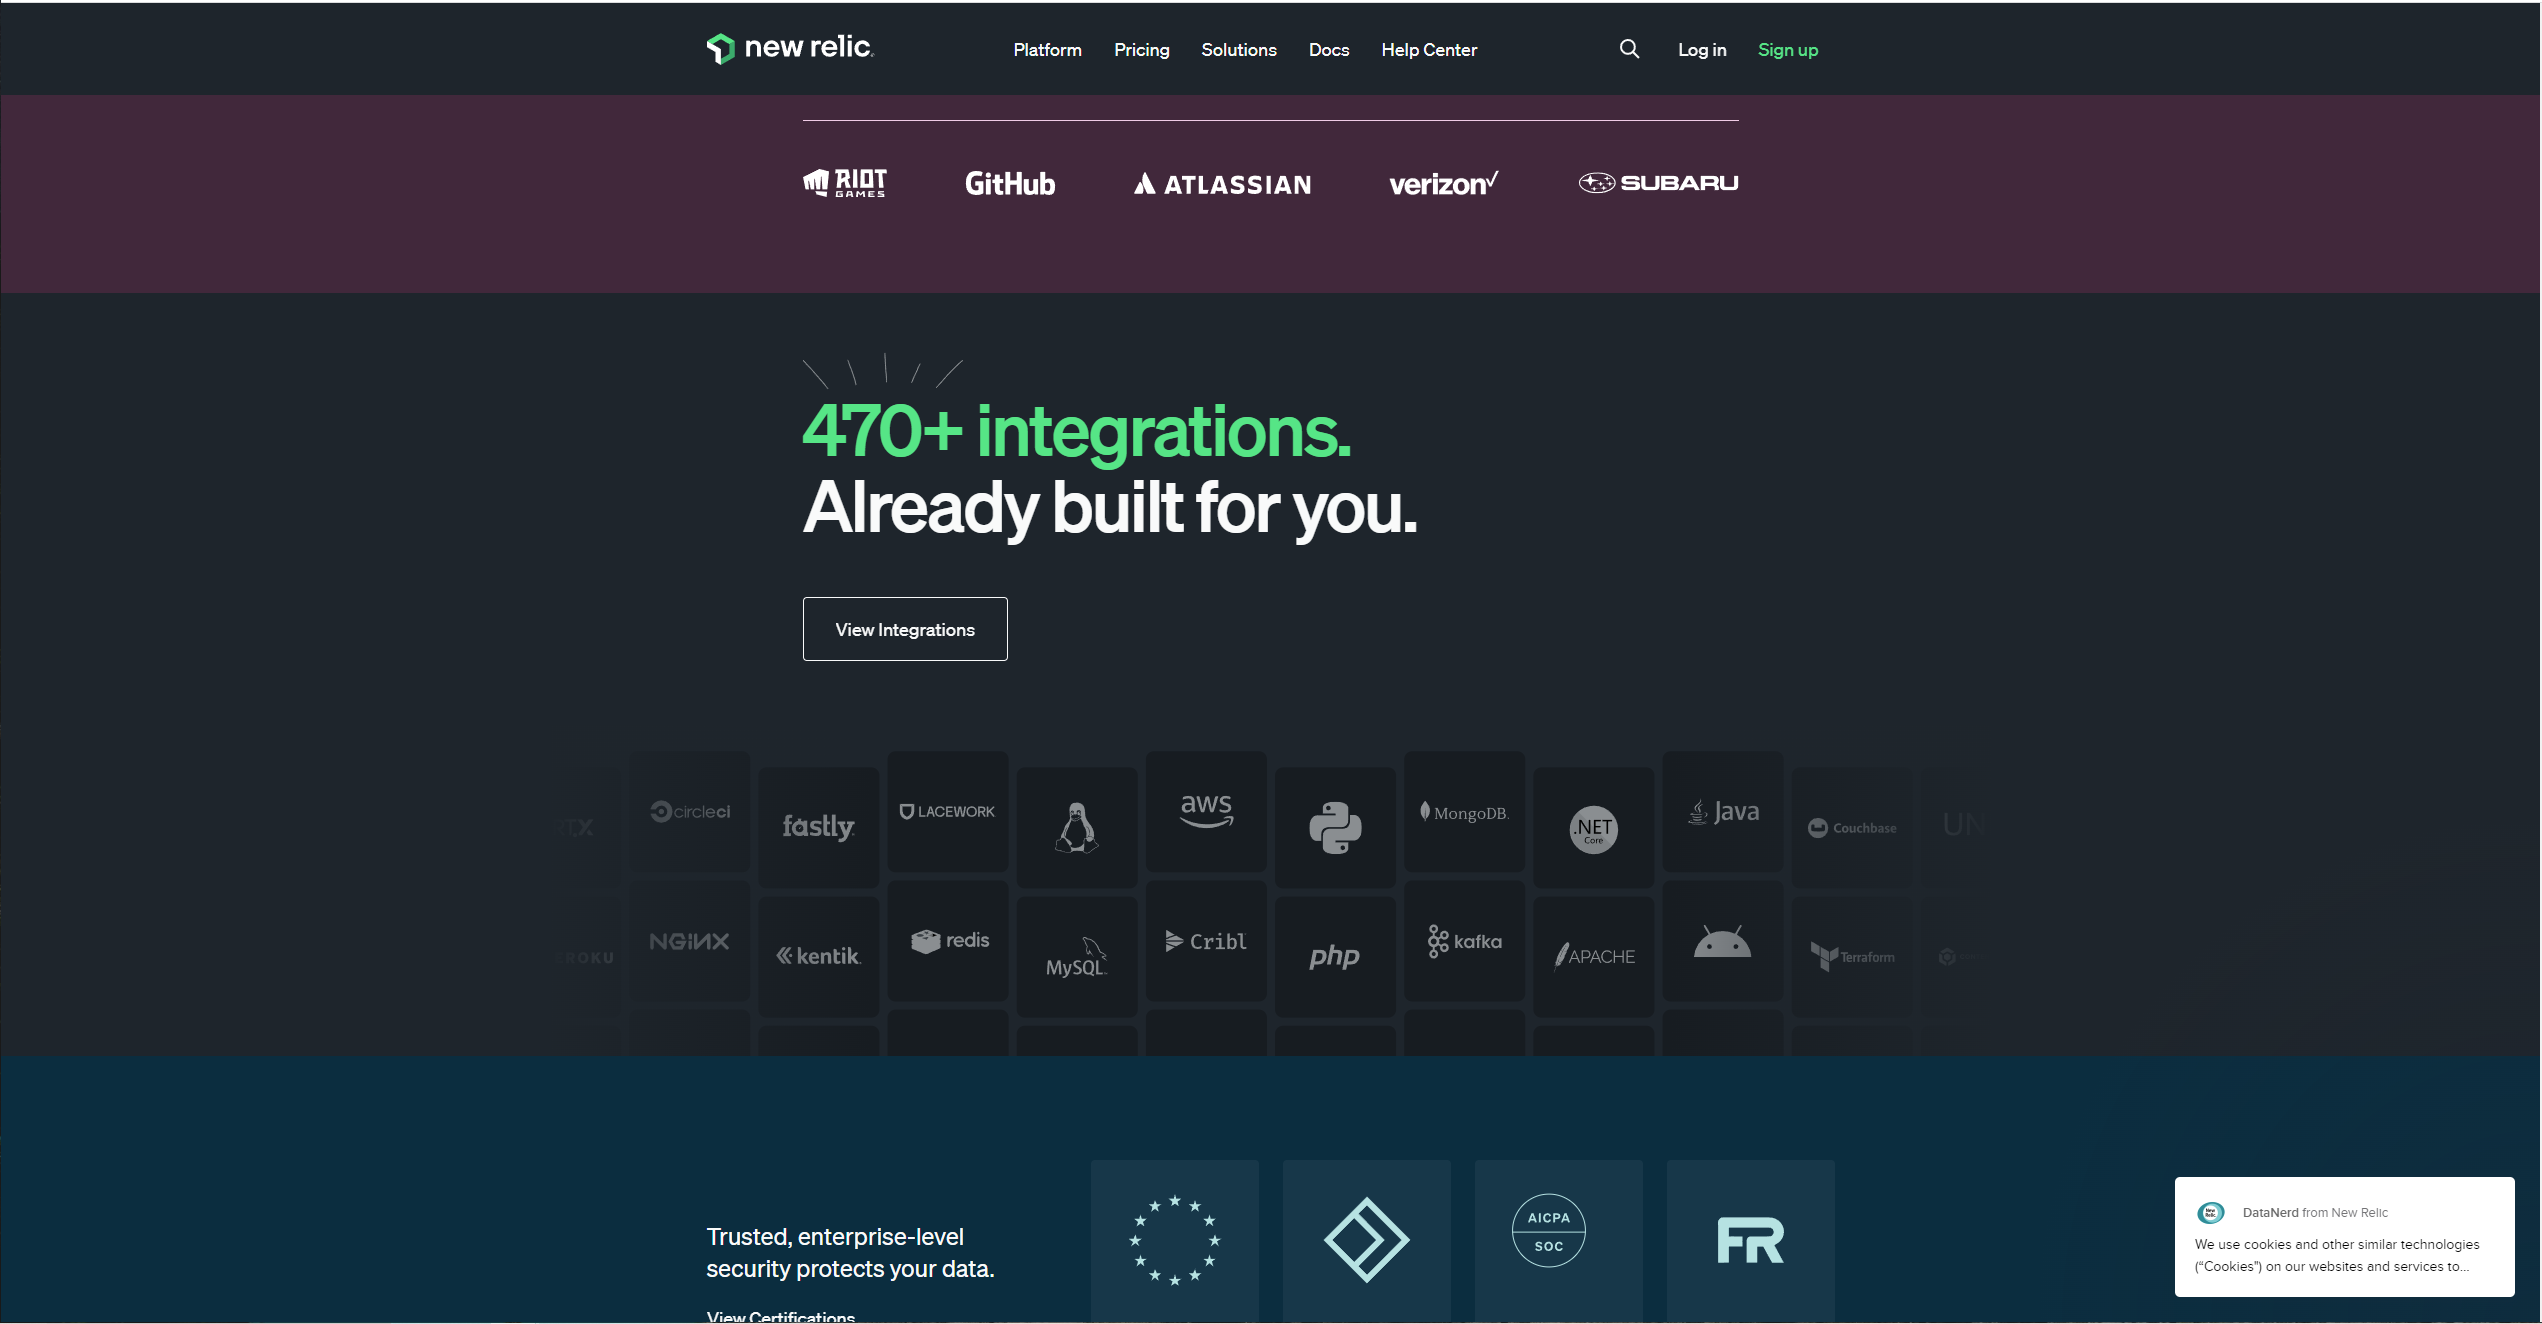 new relic
Platform
Pricing
Solutions
Docs
Help Center
Log in
Sign up
RIOT
GAMES
GitHub
ATLASSIAN
verizon
SUBARU
470+ integrations.
Already built for you.
View Integrations
circleci
fastly
LACEWORK
aws
MongoDB
.NET
Core
Java
Couchbase
UN
NGINX
kentik
redis
MySQL
Cribl
php
kafka
APACHE
Terraform
ROKU
Trusted, enterprise-level
security protects your data.
View Certifications
AICPA
SOC
FR
DataNerd from New Relic
We use cookies and other similar technologies
(“Cookies") on our websites and services to...